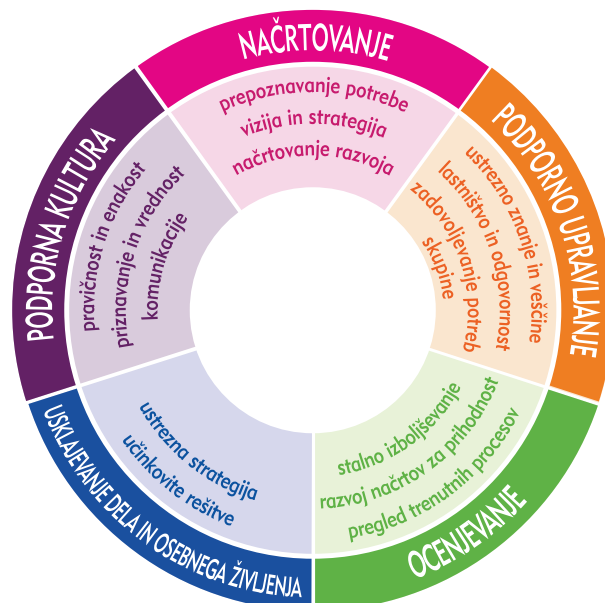 NAČRTOVANJE
prepoznavanje potrebe
vizija in strategija
načrtovanje razvoja
PODPORNO UPRAVLJANJE
ustrezno znanje in veščine
lastništvo in odgovornost
zadovoljevanje potreb
skupine
OCENJEVANJE
stalno izboljševanje
razvoj načrtov za prihodnost
pregled trenutnih procesov
USKLAJEVANJE DELA IN OSEBNEGA ŽIVLJENJA
ustrezna strategija
učinkovite rešitve
PODPORNA KULTURA
pravičnost in enakost
priznavanje in vrednost
komunikacije